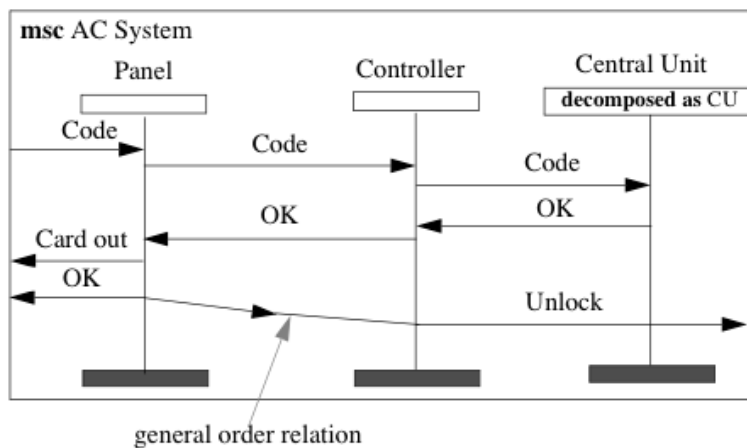 msc AC System
Panel
Controller
Central Unit
decomposed as CU
Code
Code
Code
OK
OK
Card out
OK
Unlock
general order relation